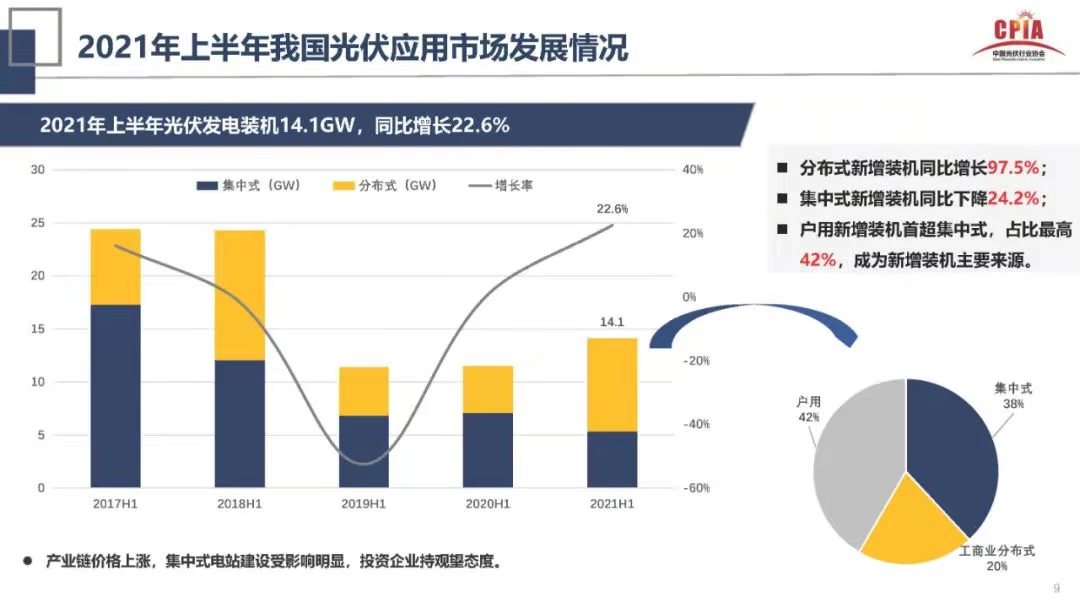 2021年上半年我国光伏应用市场发展情况
CPIA
中国光伏行业协会
2021年上半年光伏发电装机14.1GW，同比增长22.6%
30
25
20
15
10
5
0
集中式（GW）
分布式（GW）
增长率
40%
20%
0%
-20%
-40%
-60%
22.6%
14.1
2017H1
2018H1
2019H1
2020H1
2021H1
■ 分布式新增装机同比增长97.5%；
■ 集中式新增装机同比下降24.2%；
■ 户用新增装机首超集中式，占比最高
42%，成为新增装机主要来源。
户用
42%
集中式
38%
工商业分布式
20%
● 产业链价格上涨，集中式电站建设受影响明显，投资企业持观望态度。
9